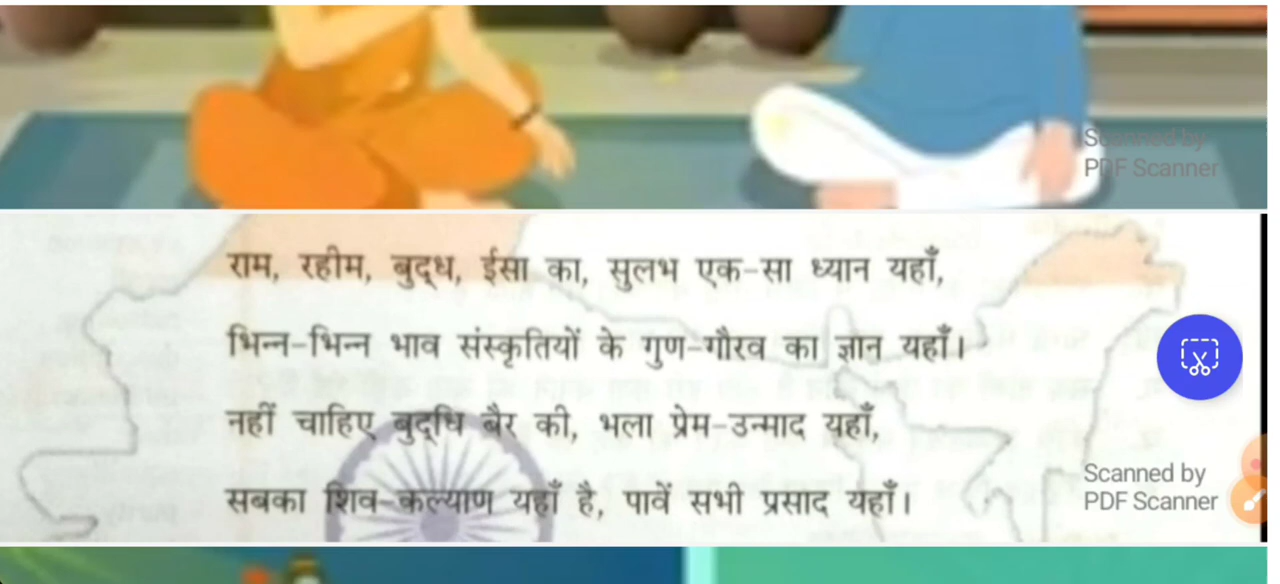 Scanned by
PDF Scanner
राम, रहीम, बुद्ध, ईसा का, सुलभ एक-सा ध्यान यहाँ,
भिन्न-भिन्न भाव संस्कृतियों के गुण-गौरव का ज्ञान यहाँ।
नहीं चाहिए बुद्धि बैर की, भला प्रेम-उन्माद यहाँ,
सबका शिव-कल्याण यहाँ है, पावें सभी प्रसाद यहाँ।
Scanned by
PDF Scanner